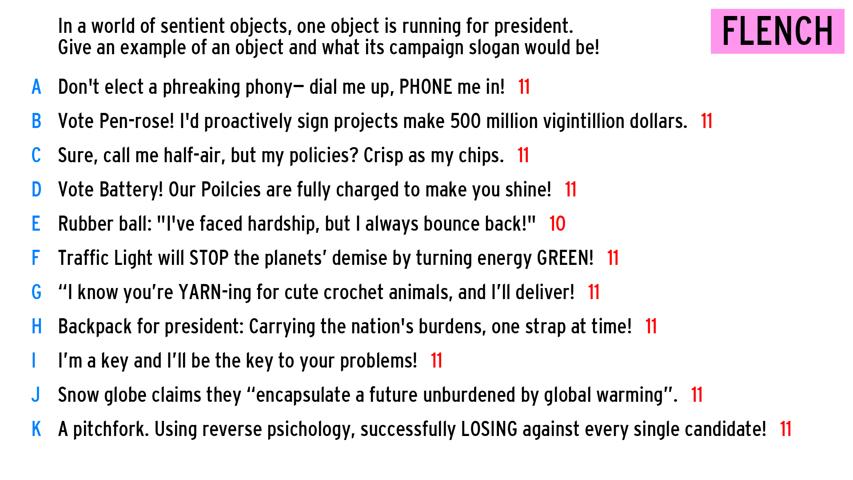 In a world of sentient objects, one object is running for president.
Give an example of an object and what its campaign slogan would be!
FLENCH
A Don't elect a phreaking phony— dial me up, PHONE me in! 11
B Vote Pen-rose! I'd proactively sign projects make 500 million vigintillion dollars. 11
C Sure, call me half-air, but my policies? Crisp as my chips. 11
D Vote Battery! Our Poilcies are fully charged to make you shine! 11
E Rubber ball: "I've faced hardship, but I always bounce back!" 10
F Traffic Light will STOP the planets’ demise by turning energy GREEN! 11
G “I know you’re YARN-ing for cute crochet animals, and I’ll deliver! 11
H Backpack for president: Carrying the nation's burdens, one strap at time! 11
I I’m a key and I’ll be the key to your problems! 11
J Snow globe claims they “encapsulate a future unburdened by global warming”. 11
K A pitchfork. Using reverse psichology, successfully LOSING against every single candidate! 11